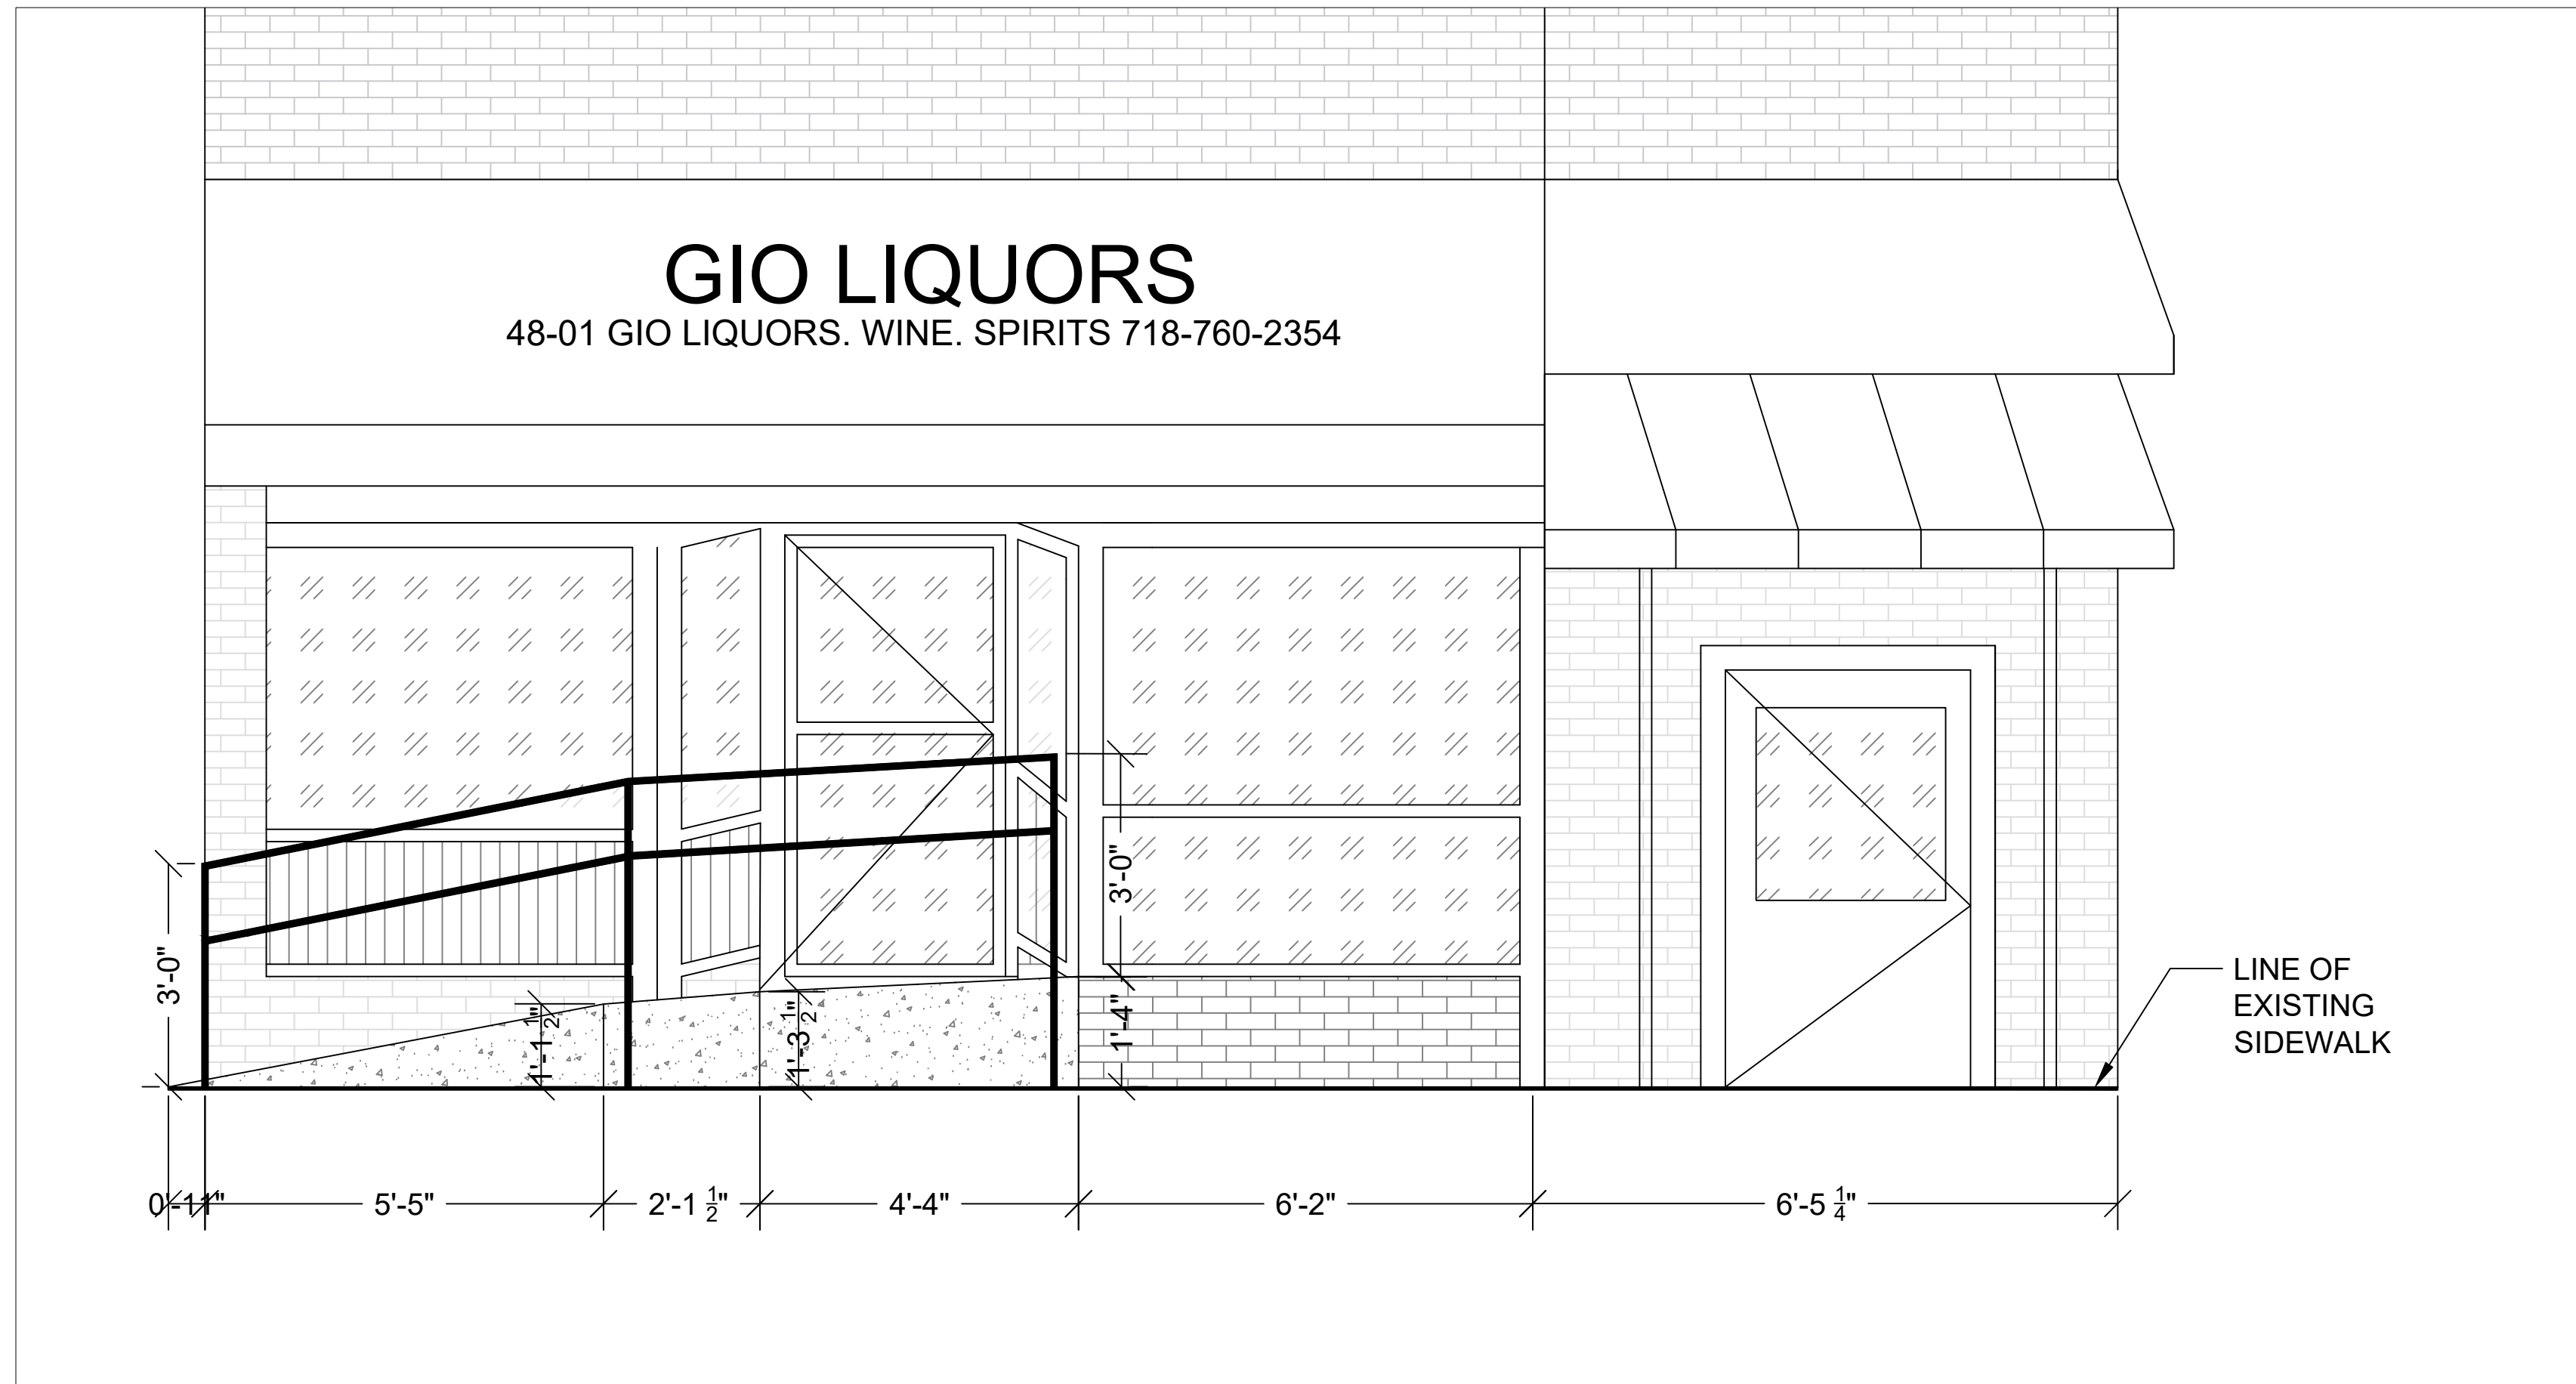 GIO LIQUORS
48-01 GIO LIQUORS. WINE. SPIRITS 718-760-2354
3'-0"
3'-0"
1'-1 1/2"
1'-3 1/2"
1'-4"
LINE OF
EXISTING
SIDEWALK
0'-11"
5'-5"
2'-1 1/2"
4'-4"
6'-2"
6'-5 1/4"